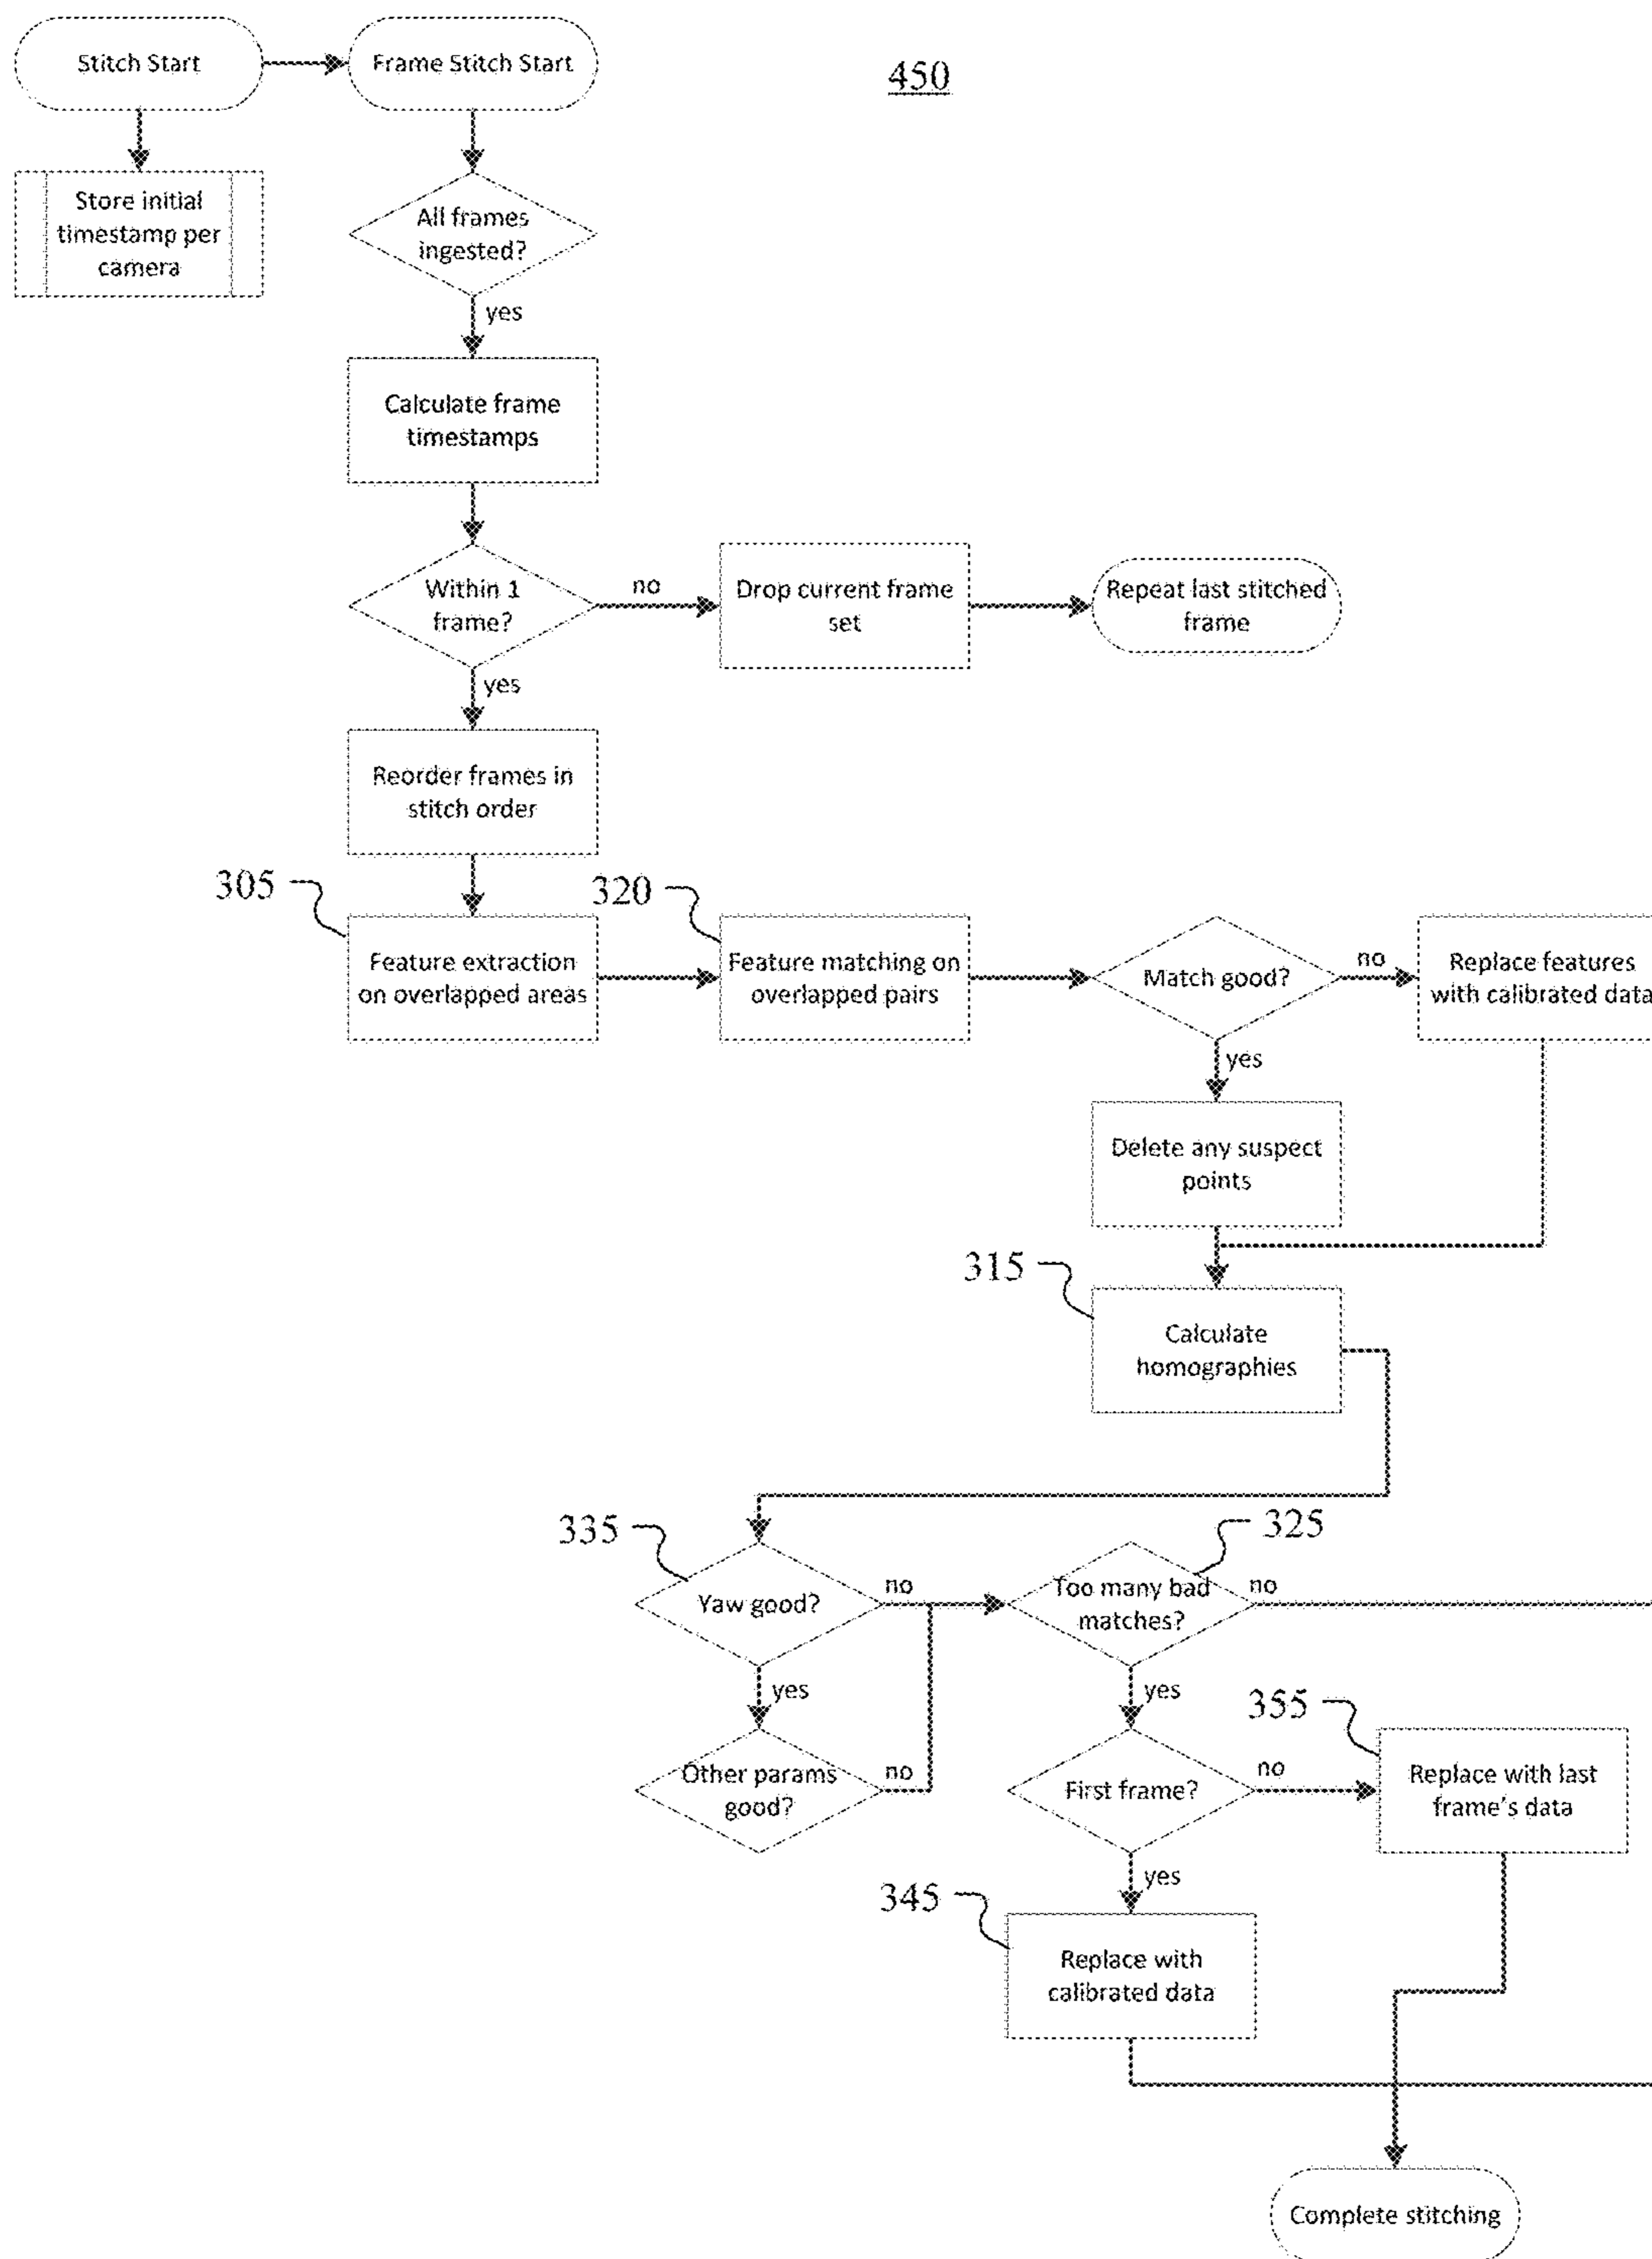 Stitch Start
Frame Stitch Start
450
Store initial
timestamp per
camera
All frames
ingested?
yes
Calculate frame
timestamps
Within 1
frame?
no
Drop current frame
set
Repeat last stitched
frame
yes
Reorder frames in
stitch order
305
320
Feature extraction
on overlapped areas
Feature matching on
overlapped pairs
Match good?
no
Replace features
with calibrated data
yes
Delete any suspect
points
315
Calculate
homographies
335
325
Yaw good?
no
Too many bad
matches?
no
yes
yes
355
Other params
good?
no
First frame?
no
Replace with last
frame's data
yes
345
Replace with
calibrated data
Complete stitching